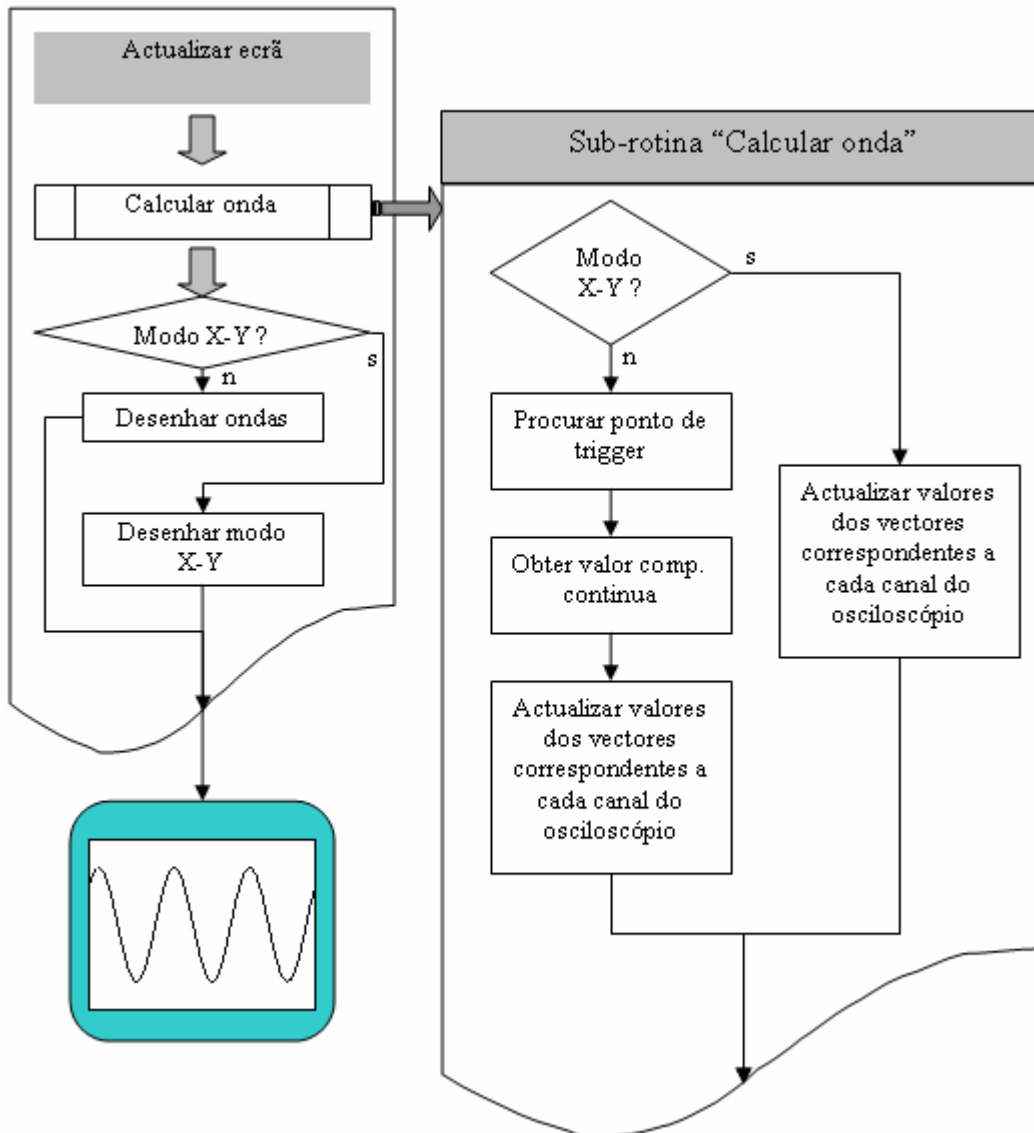 Actualizar ecrã
Calcular onda
Modo X-Y ?
s
n
Desenhar ondas
Desenhar modo
X-Y
Sub-rotina “Calcular onda”
Modo
X-Y ?
s
n
Procurar ponto de
trigger
Obter valor comp.
continua
Actualizar valores
dos vectores
correspondentes a
cada canal do
osciloscópio
Actualizar valores
dos vectores
correspondentes a
cada canal do
osciloscópio